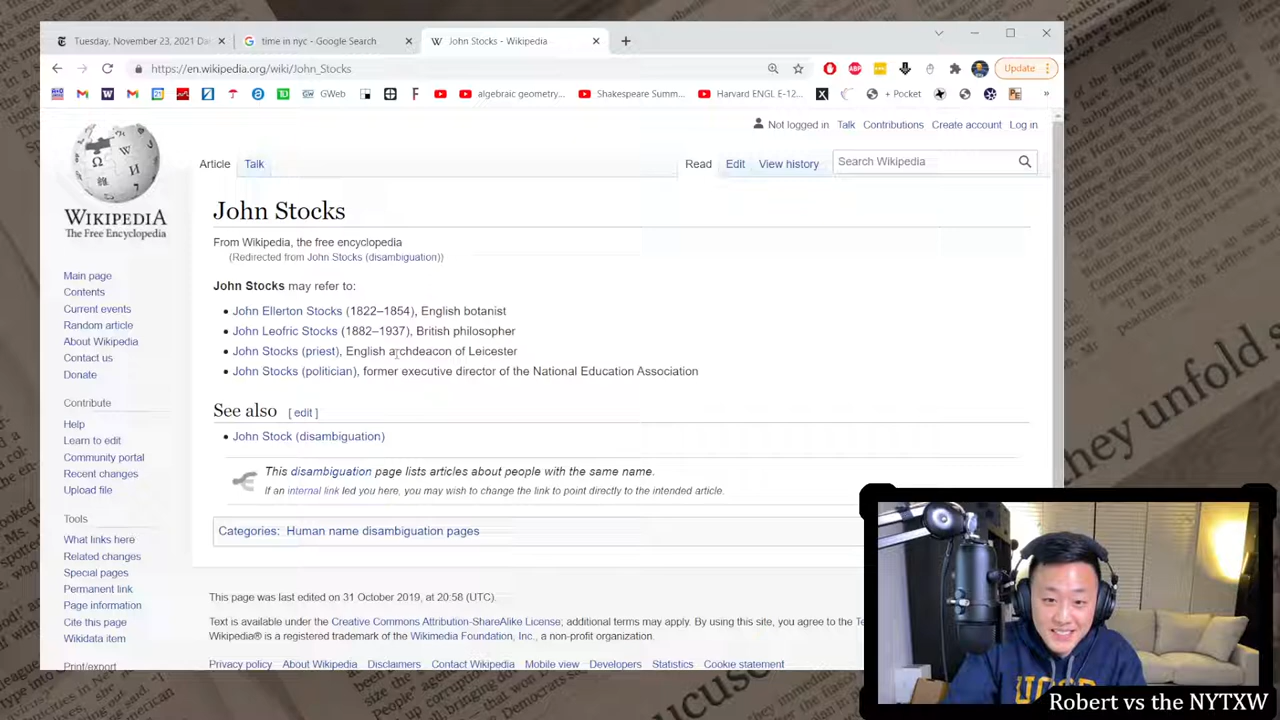 Tuesday, November 23, 2021 Da
time in nyc - Google Search
John Stocks - Wikipedia
https://en.wikipedia.org/wiki/John_Stocks
Update
GWeb
algebraic geometry...
Shakespeare Summ...
Harvard ENGL E-12...
+ Pocket
Not logged in Talk Contributions Create account Log in
Article Talk
Read Edit View history
Search Wikipedia
WIKIPEDIA
The Free Encyclopedia
John Stocks
From Wikipedia, the free encyclopedia
(Redirected from John Stocks (disambiguation))
John Stocks may refer to:
John Ellerton Stocks (1822–1854), English botanist
John Leofric Stocks (1882–1937), British philosopher
John Stocks (priest), English archdeacon of Leicester
John Stocks (politician), former executive director of the National Education Association
See also [ edit ]
John Stock (disambiguation)
This disambiguation page lists articles about people with the same name.
If an internal link led you here, you may wish to change the link to point directly to the intended article.
Categories: Human name disambiguation pages
This page was last edited on 31 October 2019, at 20:58 (UTC).
Text is available under the Creative Commons Attribution-ShareAlike License; additional terms may apply. By using this site, you agree to the
Wikipedia® is a registered trademark of the Wikimedia Foundation, Inc., a non-profit organization.
Privacy policy About Wikipedia Disclaimers Contact Wikipedia Mobile view Developers Statistics Cookie statement
Main page
Contents
Current events
Random article
About Wikipedia
Contact us
Donate
Contribute
Help
Learn to edit
Community portal
Recent changes
Upload file
Tools
What links here
Related changes
Special pages
Permanent link
Page information
Cite this page
Wikidata item
Print/export
they unfold
Robert vs the NYTXW